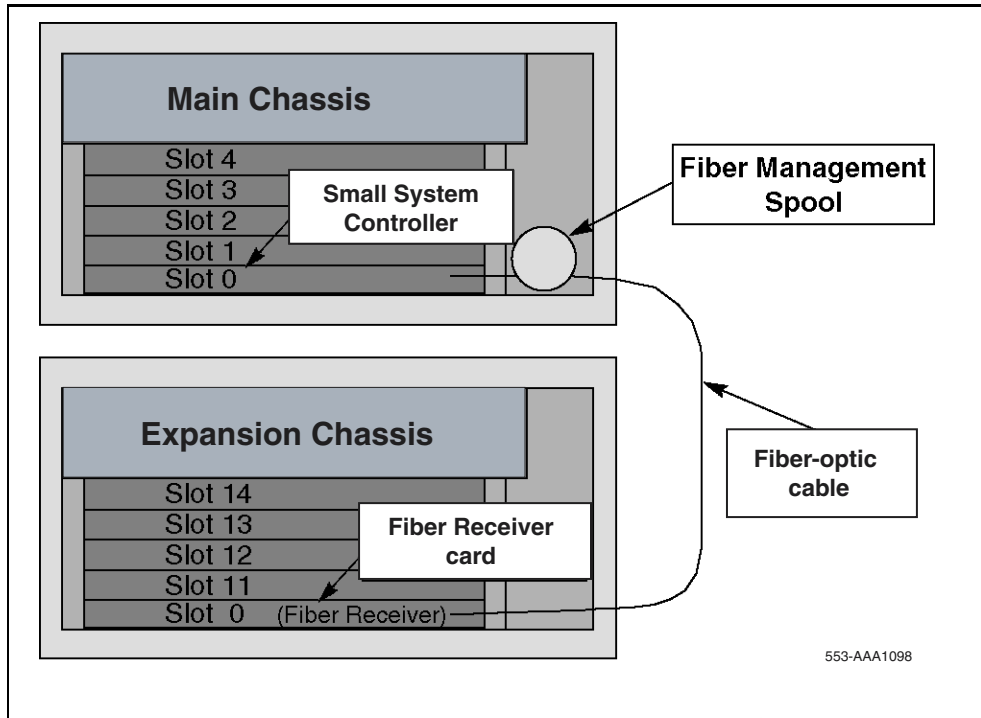 Main Chassis
Slot 4
Slot 3
Slot 2
Slot 1
Slot 0
Small System
Controller
Fiber Management
Spool
Expansion Chassis
Slot 14
Slot 13
Slot 12
Slot 11
Slot 0 (Fiber Receiver)
Fiber Receiver
card
Fiber-optic
cable
553-AAA1098